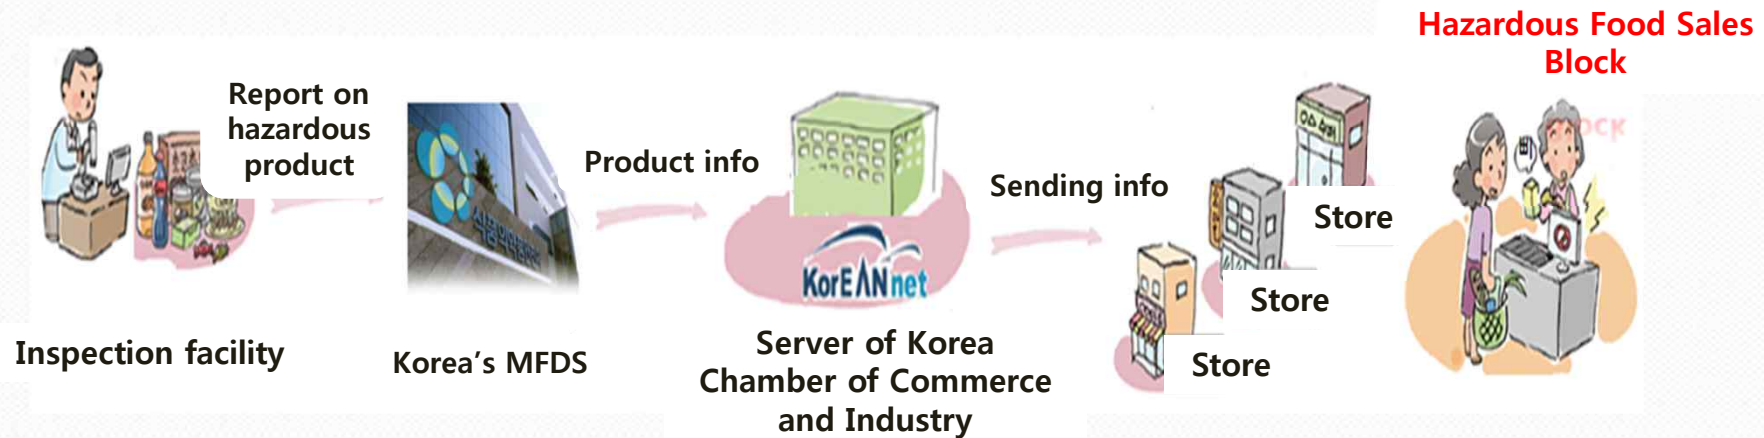 Hazardous Food Sales
Block
Report on
hazardous
product
Product info
Sending info
Store
Store
Store
KorEANnet
Inspection facility
Korea’s MFDS
Server of Korea
Chamber of Commerce
and Industry